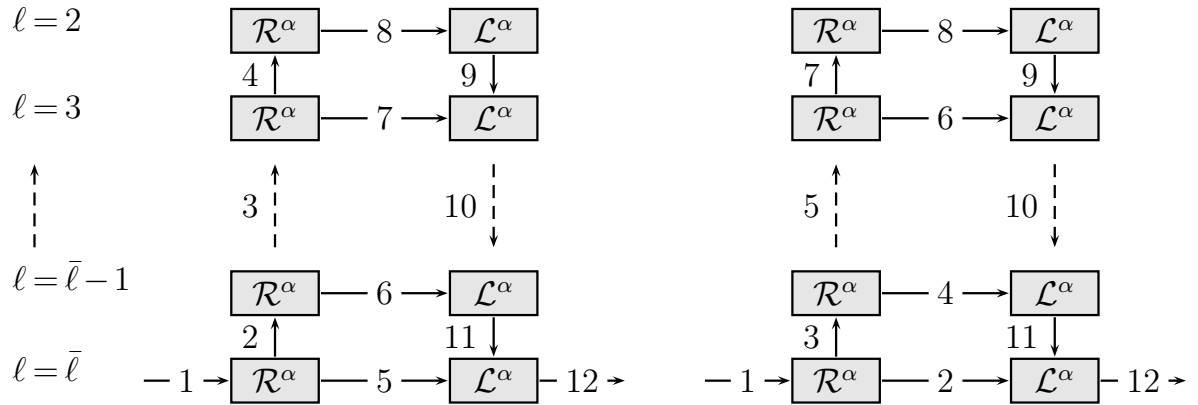 ℓ = 2 ℛ^α 8 ℒ^α ℛ^α 8 ℒ^α
4 9 7 9
ℓ = 3 ℛ^α 7 ℒ^α ℛ^α 6 ℒ^α
3 10 5 10
ℓ = ℓ̄ − 1 ℛ^α 6 ℒ^α ℛ^α 4 ℒ^α
2 11 3 11
ℓ = ℓ̄ 1 ℛ^α 5 ℒ^α 12 1 ℛ^α 2 ℒ^α 12